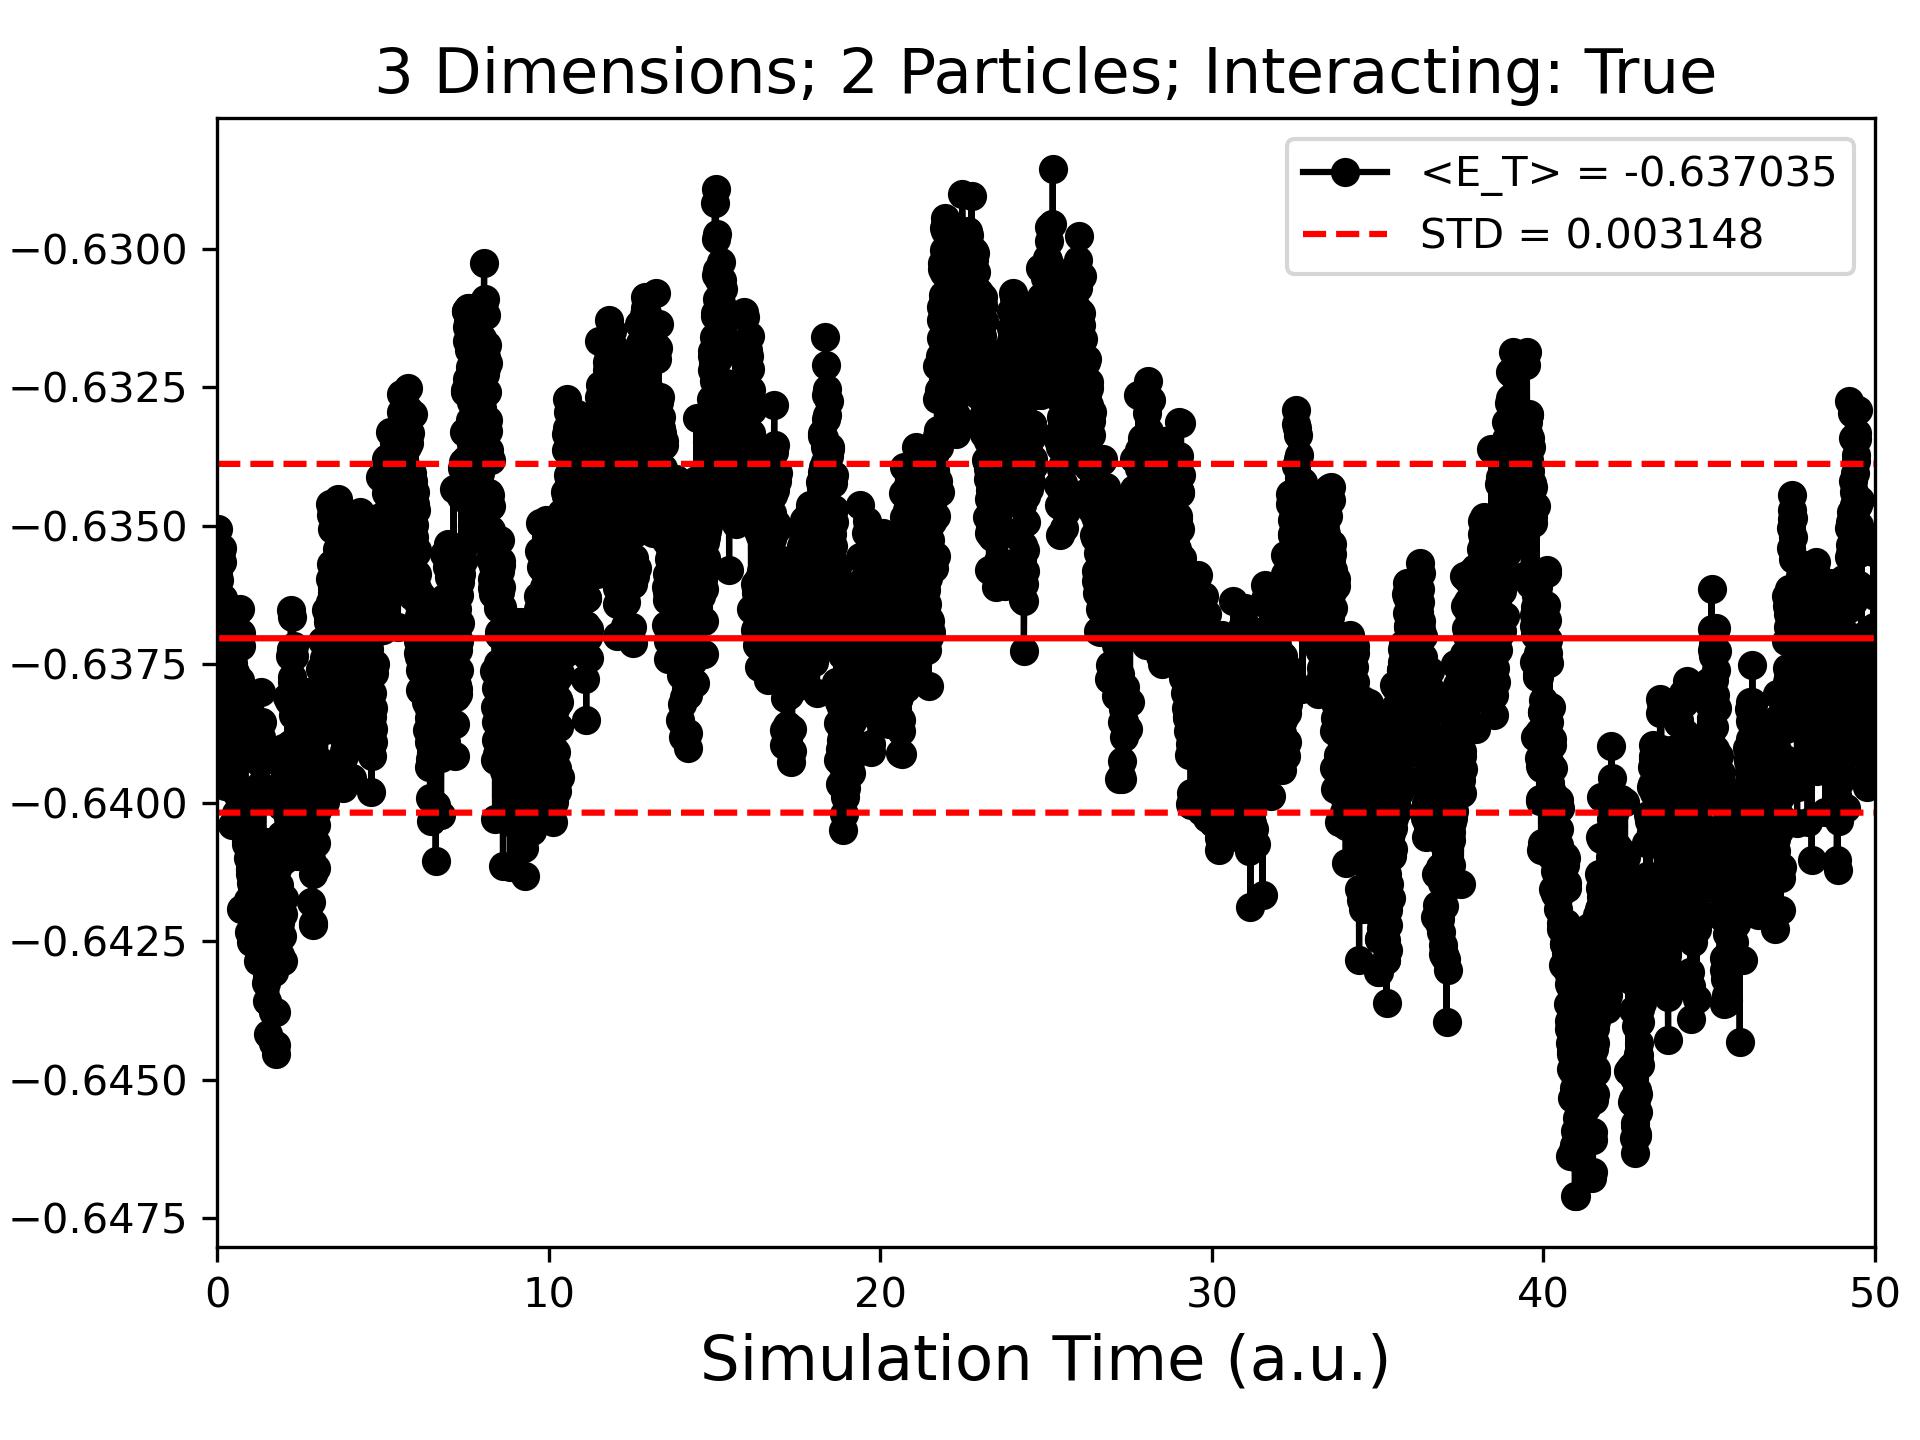 3 Dimensions; 2 Particles; Interacting: True
<E_T> = -0.637035
STD = 0.003148
−0.6300
−0.6325
−0.6350
−0.6375
−0.6400
−0.6425
−0.6450
−0.6475
0 10 20 30 40 50
Simulation Time (a.u.)